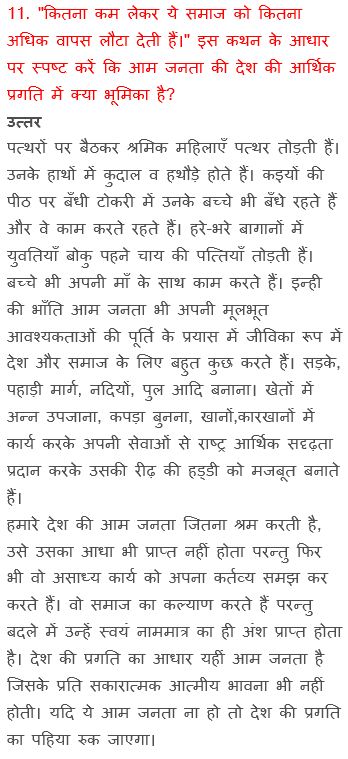 11. "कितना कम लेकर ये समाज को कितना
अधिक वापस लौटा देती हैं।" इस कथन के आधार
पर स्पष्ट करें कि आम जनता की देश की आर्थिक
प्रगति में क्या भूमिका है?
उत्तर
पत्थरों पर बैठकर श्रमिक महिलाएँ पत्थर तोड़ती हैं।
उनके हाथों में कुदाल व हथौड़े होते हैं। कइयों की
पीठ पर बँधी टोकरी में उनके बच्चे भी बँधे रहते हैं
और वे काम करते रहते हैं। हरे-भरे बागानों में
युवतियाँ बोकु पहने चाय की पत्तियाँ तोड़ती हैं।
बच्चे भी अपनी माँ के साथ काम करते हैं। इन्ही
की भाँति आम जनता भी अपनी मूलभूत
आवश्यकताओं की पूर्ति के प्रयास में जीविका रूप में
देश और समाज के लिए बहुत कुछ करते हैं। सड़के,
पहाड़ी मार्ग, नदियों, पुल आदि बनाना। खेतों में
अन्न उपजाना, कपड़ा बुनना, खानों,कारखानों में
कार्य करके अपनी सेवाओं से राष्ट्र आर्थिक सदृढ़ता
प्रदान करके उसकी रीढ़ की हड्डी को मजबूत बनाते
हैं।
हमारे देश की आम जनता जितना श्रम करती है,
उसे उसका आधा भी प्राप्त नहीं होता परन्तु फिर
भी वो असाध्य कार्य को अपना कर्तव्य समझ कर
करते हैं। वो समाज का कल्याण करते हैं परन्तु
बदले में उन्हें स्वयं नाममात्र का ही अंश प्राप्त होता
है। देश की प्रगति का आधार यहीं आम जनता है
जिसके प्रति सकारात्मक आत्मीय भावना भी नहीं
होती। यदि ये आम जनता ना हो तो देश की प्रगति
का पहिया रुक जाएगा।